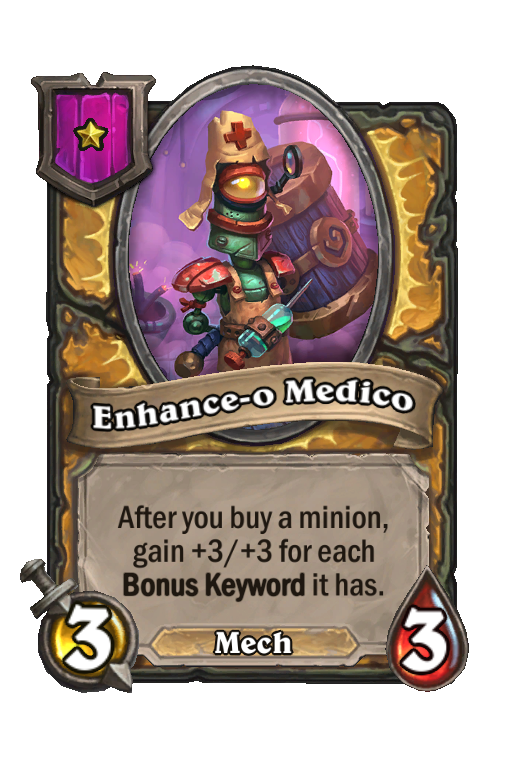 Enhance-o Medico
After you buy a minion,
gain +3/+3 for each
Bonus Keyword it has.
3
Mech
3